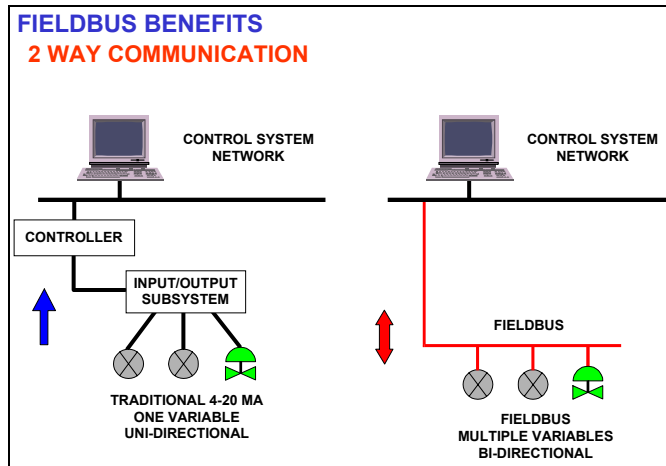 FIELDBUS BENEFITS
2 WAY COMMUNICATION
CONTROL SYSTEM
NETWORK
CONTROLLER
INPUT/OUTPUT
SUBSYSTEM
TRADITIONAL 4-20 MA
ONE VARIABLE
UNI-DIRECTIONAL
CONTROL SYSTEM
NETWORK
FIELDBUS
FIELDBUS
MULTIPLE VARIABLES
BI-DIRECTIONAL